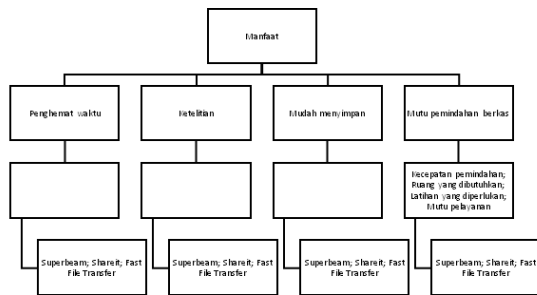 Manfaat
Penghemat waktu
Ketelitian
Mudah menyimpan
Mutu pemindahan berkas
Kecepatan pemindahan;
Ruang yang dibutuhkan;
Latihan yang diperlukan;
Mutu pelayanan
Superbeam; Shareit; Fast
File Transfer
Superbeam; Shareit; Fast
File Transfer
Superbeam; Shareit; Fast
File Transfer
Superbeam; Shareit; Fast
File Transfer